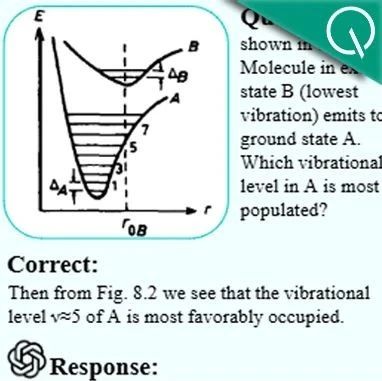 E
B
ΔB
A
7
5
3
ΔA
1
r
r0B
shown in
Molecule in
state B (lowest
vibration) emits to
ground state A.
Which vibrational
level in A is most
populated?
Correct:
Then from Fig. 8.2 we see that the vibrational
level v≈5 of A is most favorably occupied.
Response: